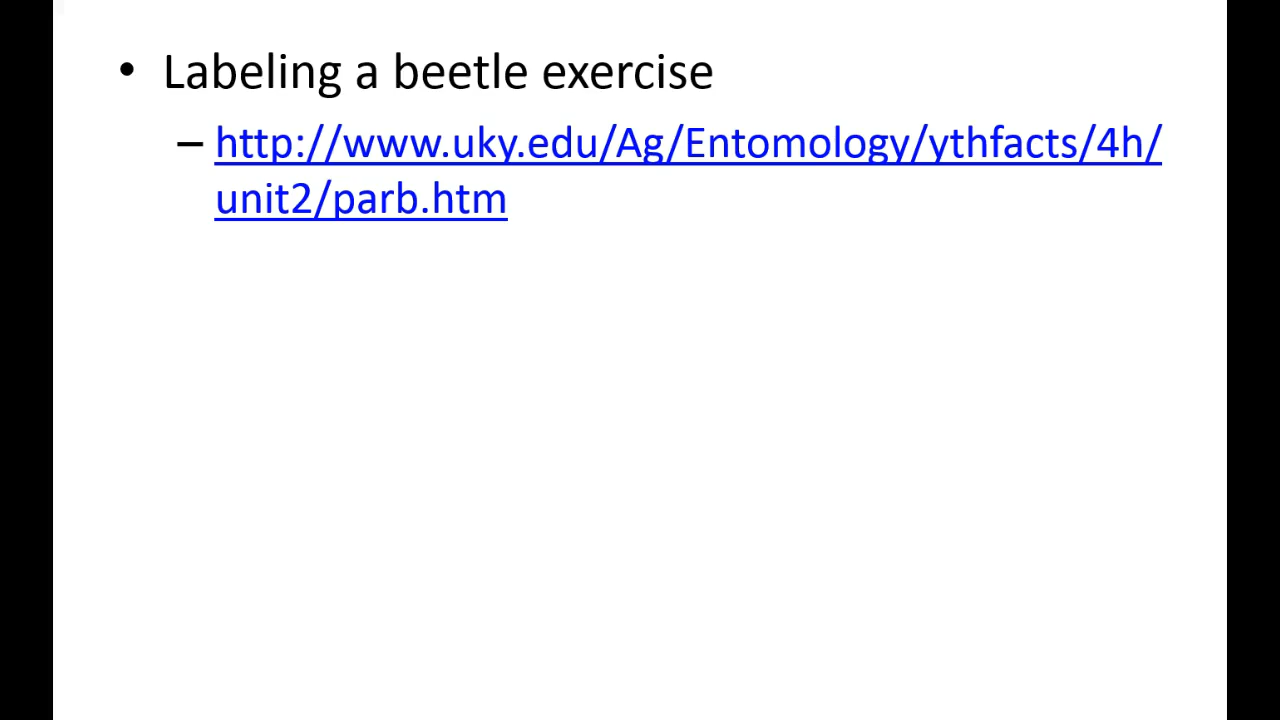 • Labeling a beetle exercise
– http://www.uky.edu/Ag/Entomology/ythfacts/4h/
unit2/parb.htm